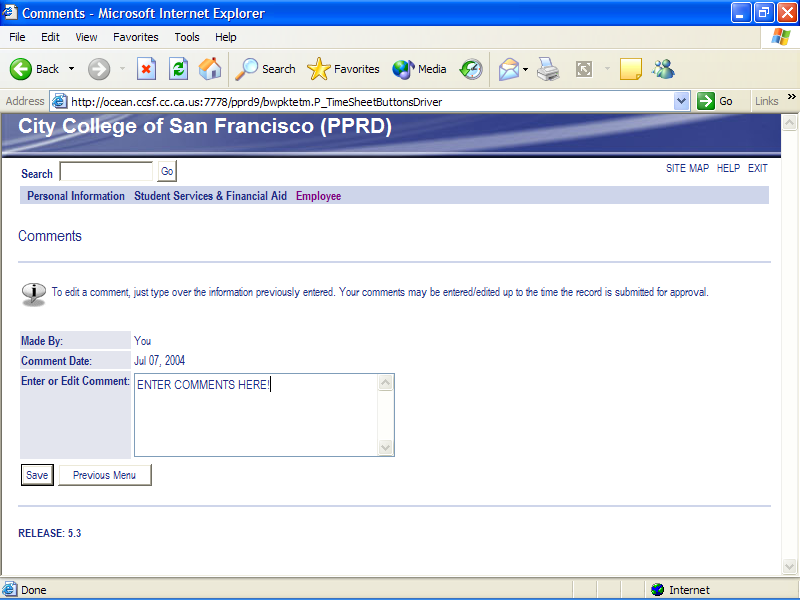 Comments - Microsoft Internet Explorer
File Edit View Favorites Tools Help
Back Search Favorites Media
Address http://ocean.ccsf.cc.ca.us:7778/pprd9/bwpktetm.P_TimeSheetButtonsDriver Go Links »
City College of San Francisco (PPRD)
Search Go SITE MAP HELP EXIT
Personal Information Student Services & Financial Aid Employee
Comments
To edit a comment, just type over the information previously entered. Your comments may be entered/edited up to the time the record is submitted for approval.
Made By: You
Comment Date: Jul 07, 2004
Enter or Edit Comment: ENTER COMMENTS HERE!
Save Previous Menu
RELEASE: 5.3
Done Internet